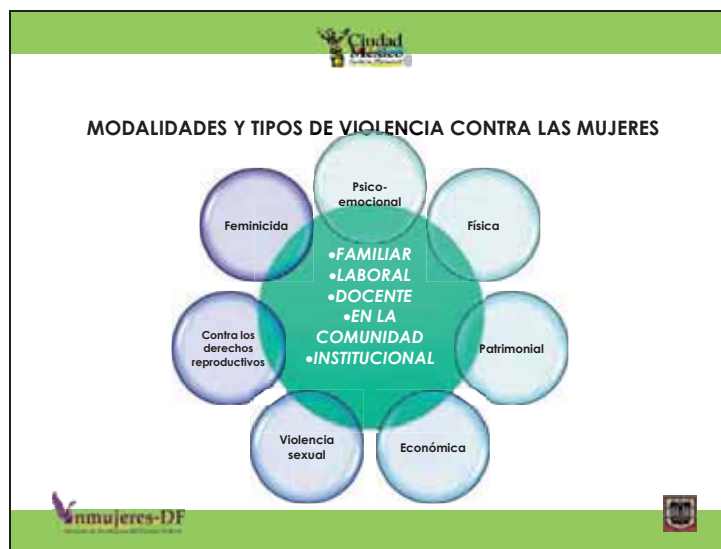 Ciudad
México
MODALIDADES Y TIPOS DE VIOLENCIA CONTRA LAS MUJERES
Psico-
emocional
Feminicida
Física
•FAMILIAR
•LABORAL
•DOCENTE
•EN LA
COMUNIDAD
•INSTITUCIONAL
Contra los
derechos
reproductivos
Patrimonial
Violencia
sexual
Económica
Inmujeres-DF